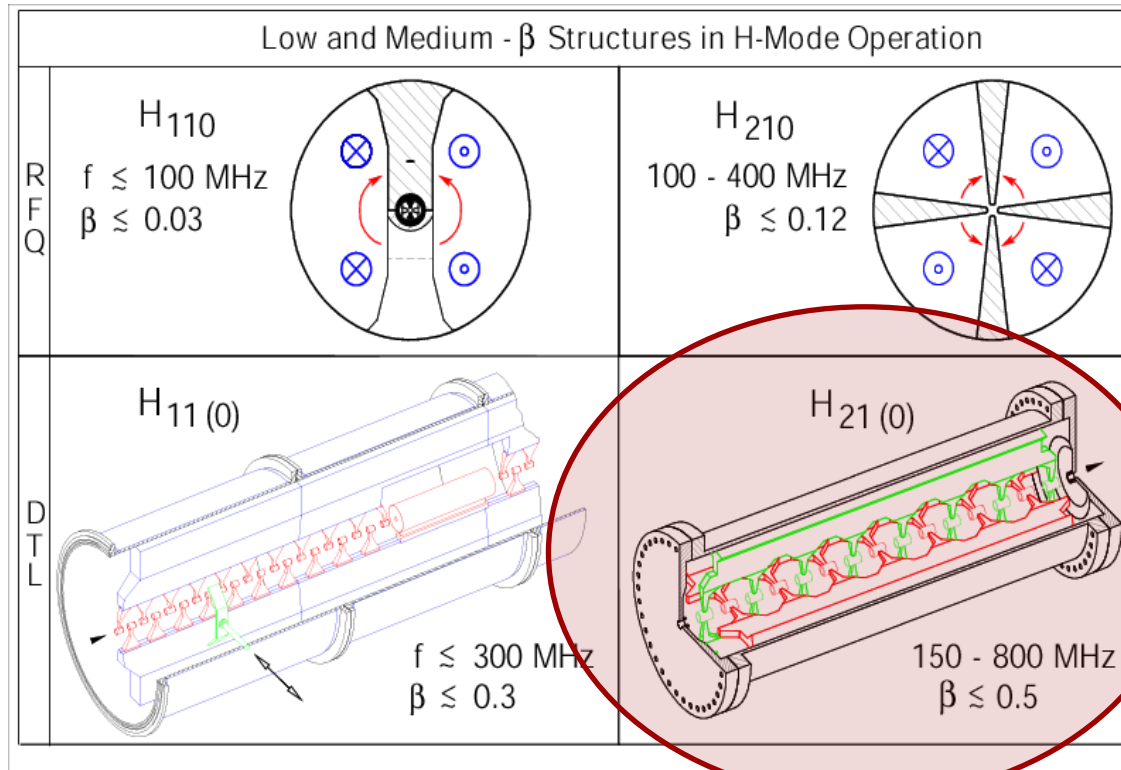 Low and Medium - β Structures in H-Mode Operation
R
F
Q
H110
f ≲ 100 MHz
β ≲ 0.03
-
H210
100 - 400 MHz
β ≲ 0.12
D
T
L
H11 (0)
f ≲ 300 MHz
β ≲ 0.3
H21 (0)
150 - 800 MHz
β ≲ 0.5